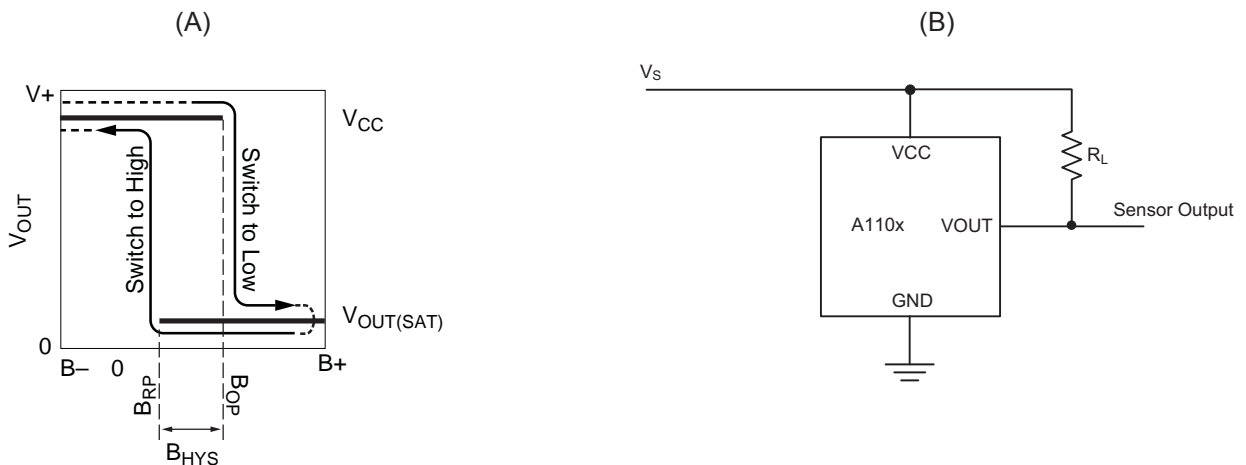 (A)
V+
VCC
Switch to High
Switch to Low
VOUT
VOUT(SAT)
0
B–
0
B+
BRP
BOP
BHYS
(B)
VS
VCC
RL
A110x
VOUT
Sensor Output
GND